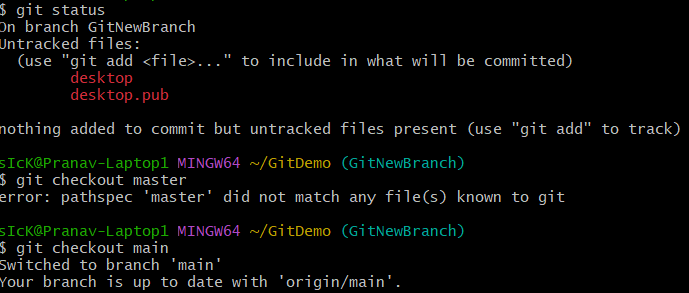 $ git status
On branch GitNewBranch
Untracked files:
  (use "git add <file>..." to include in what will be committed)
        desktop
        desktop.pub

nothing added to commit but untracked files present (use "git add" to track)

sIcK@Pranav-Laptop1 MINGW64 ~/GitDemo (GitNewBranch)
$ git checkout master
error: pathspec 'master' did not match any file(s) known to git

sIcK@Pranav-Laptop1 MINGW64 ~/GitDemo (GitNewBranch)
$ git checkout main
Switched to branch 'main'
Your branch is up to date with 'origin/main'.